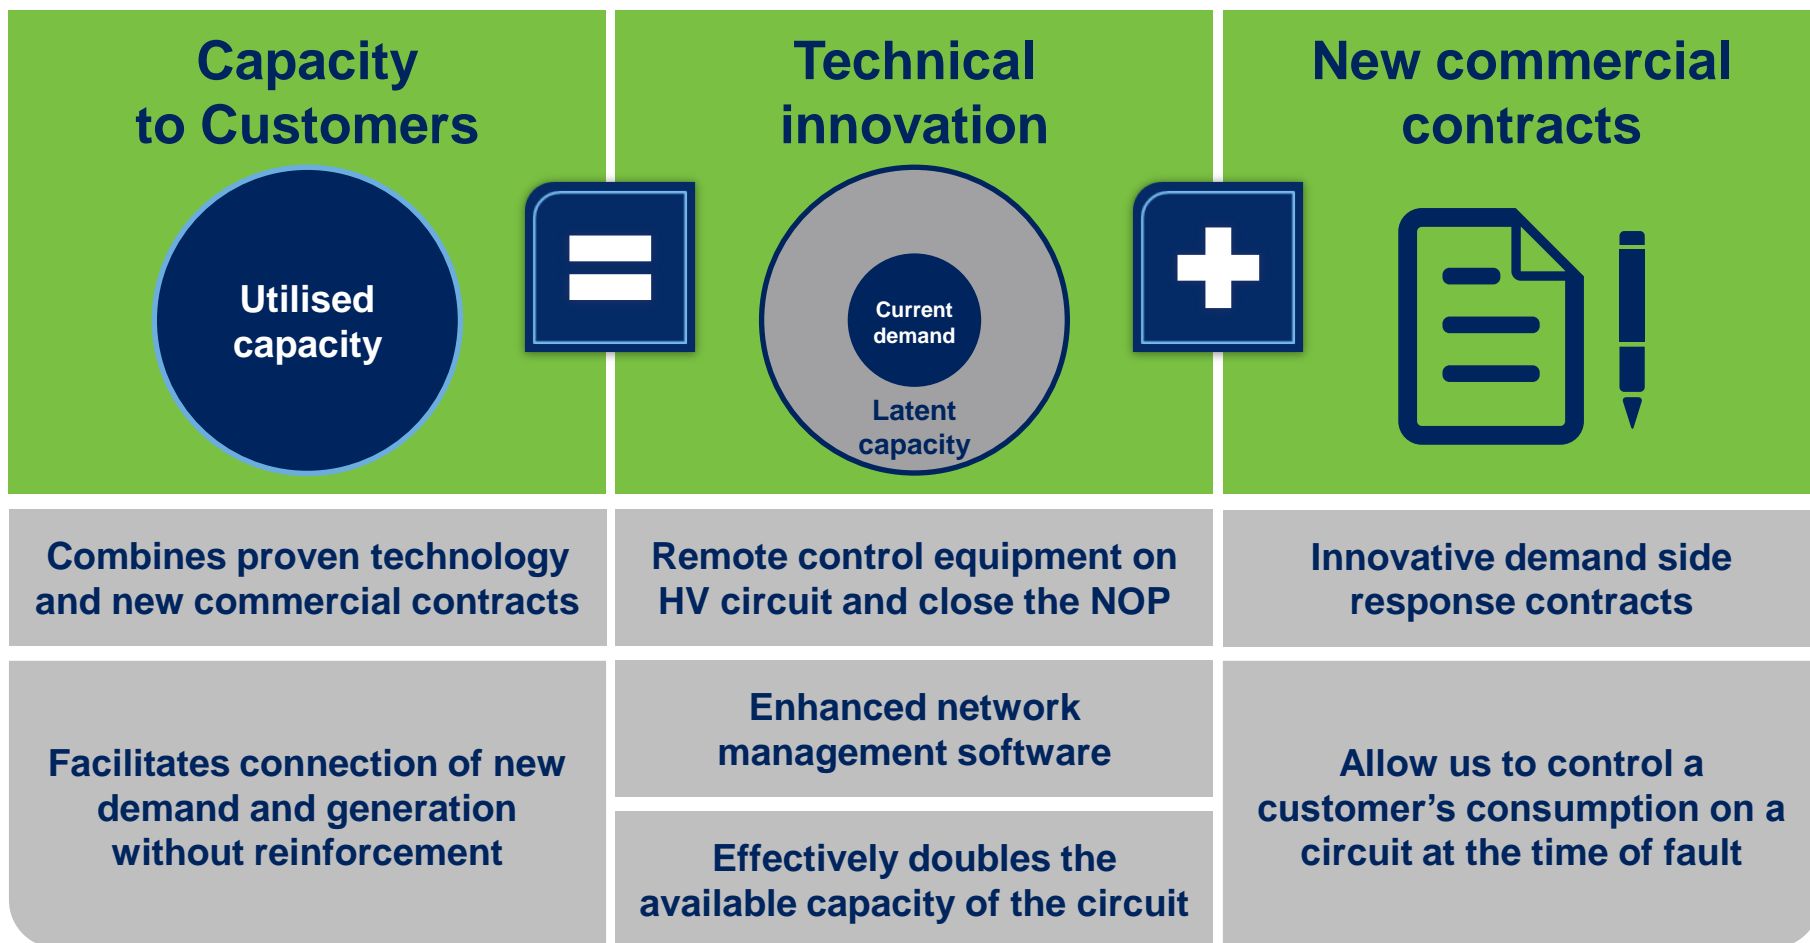 Capacity
to Customers
Utilised
capacity
=
Technical
innovation
Current
demand
Latent
capacity
+
New commercial
contracts
Combines proven technology
and new commercial contracts
Remote control equipment on
HV circuit and close the NOP
Innovative demand side
response contracts
Facilitates connection of new
demand and generation
without reinforcement
Enhanced network
management software
Effectively doubles the
available capacity of the circuit
Allow us to control a
customer’s consumption on a
circuit at the time of fault